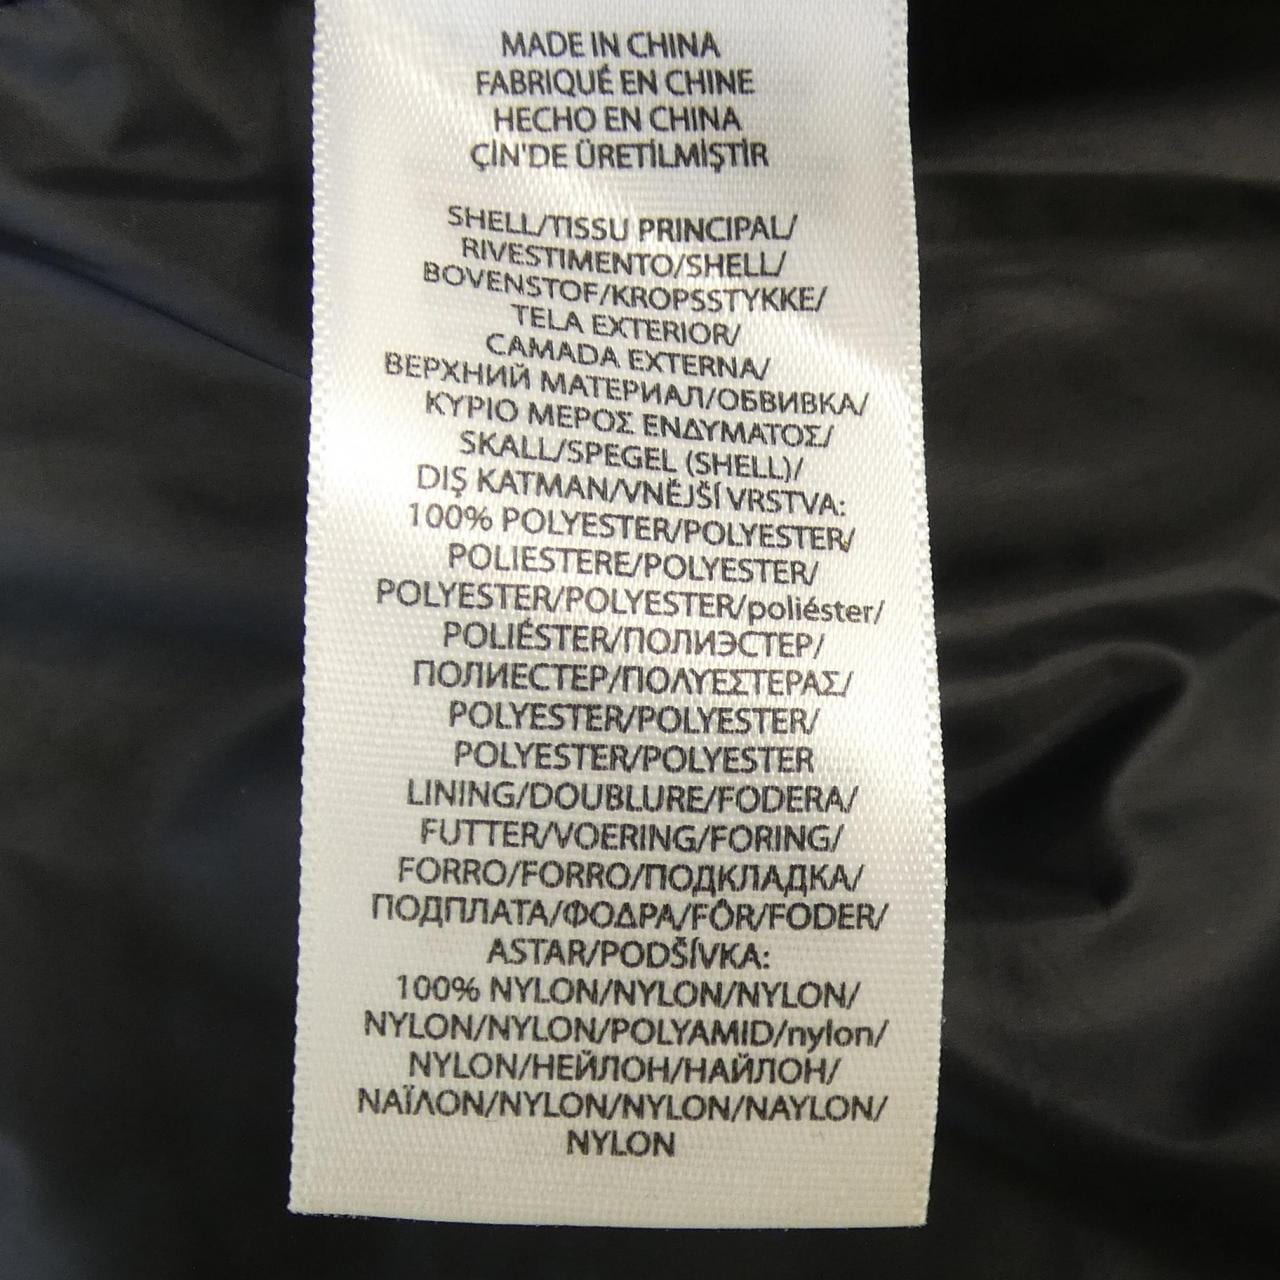 MADE IN CHINA
FABRIQUÉ EN CHINE
HECHO EN CHINA
ÇİN'DE ÜRETİLMİŞTİR
SHELL/TISSU PRINCIPAL/
RIVESTIMENTO/SHELL/
BOVENSTOF/KROPSSTYKKE/
TELA EXTERIOR/
CAMADA EXTERNA/
ВЕРХНИЙ МАТЕРИАЛ/ОБВИВКА/
ΚΥΡΙΟ ΜΕΡΟΣ ΕΝΔΥΜΑΤΟΣ/
SKALL/SPEGEL (SHELL)/
DIŞ KATMAN/VNĚJŠÍ VRSTVA:
100% POLYESTER/POLYESTER/
POLIESTERE/POLYESTER/
POLYESTER/POLYESTER/poliéster/
POLIÉSTER/ПОЛИЭСТЕР/
ПОЛИЕСТЕР/ΠΟΛΥΕΣΤΕΡΑΣ/
POLYESTER/POLYESTER/
POLYESTER/POLYESTER
LINING/DOUBLURE/FODERA/
FUTTER/VOERING/FORING/
FORRO/FORRO/ПОДКЛАДКА/
ПОДПЛАТА/ΦΟΔΡΑ/FÔR/FODER/
ASTAR/PODŠÍVKA:
100% NYLON/NYLON/NYLON/
NYLON/NYLON/POLYAMID/nylon/
NYLON/НЕЙЛОН/НАЙЛОН/
ΝΑΪΛΟΝ/NYLON/NYLON/NAYLON/
NYLON